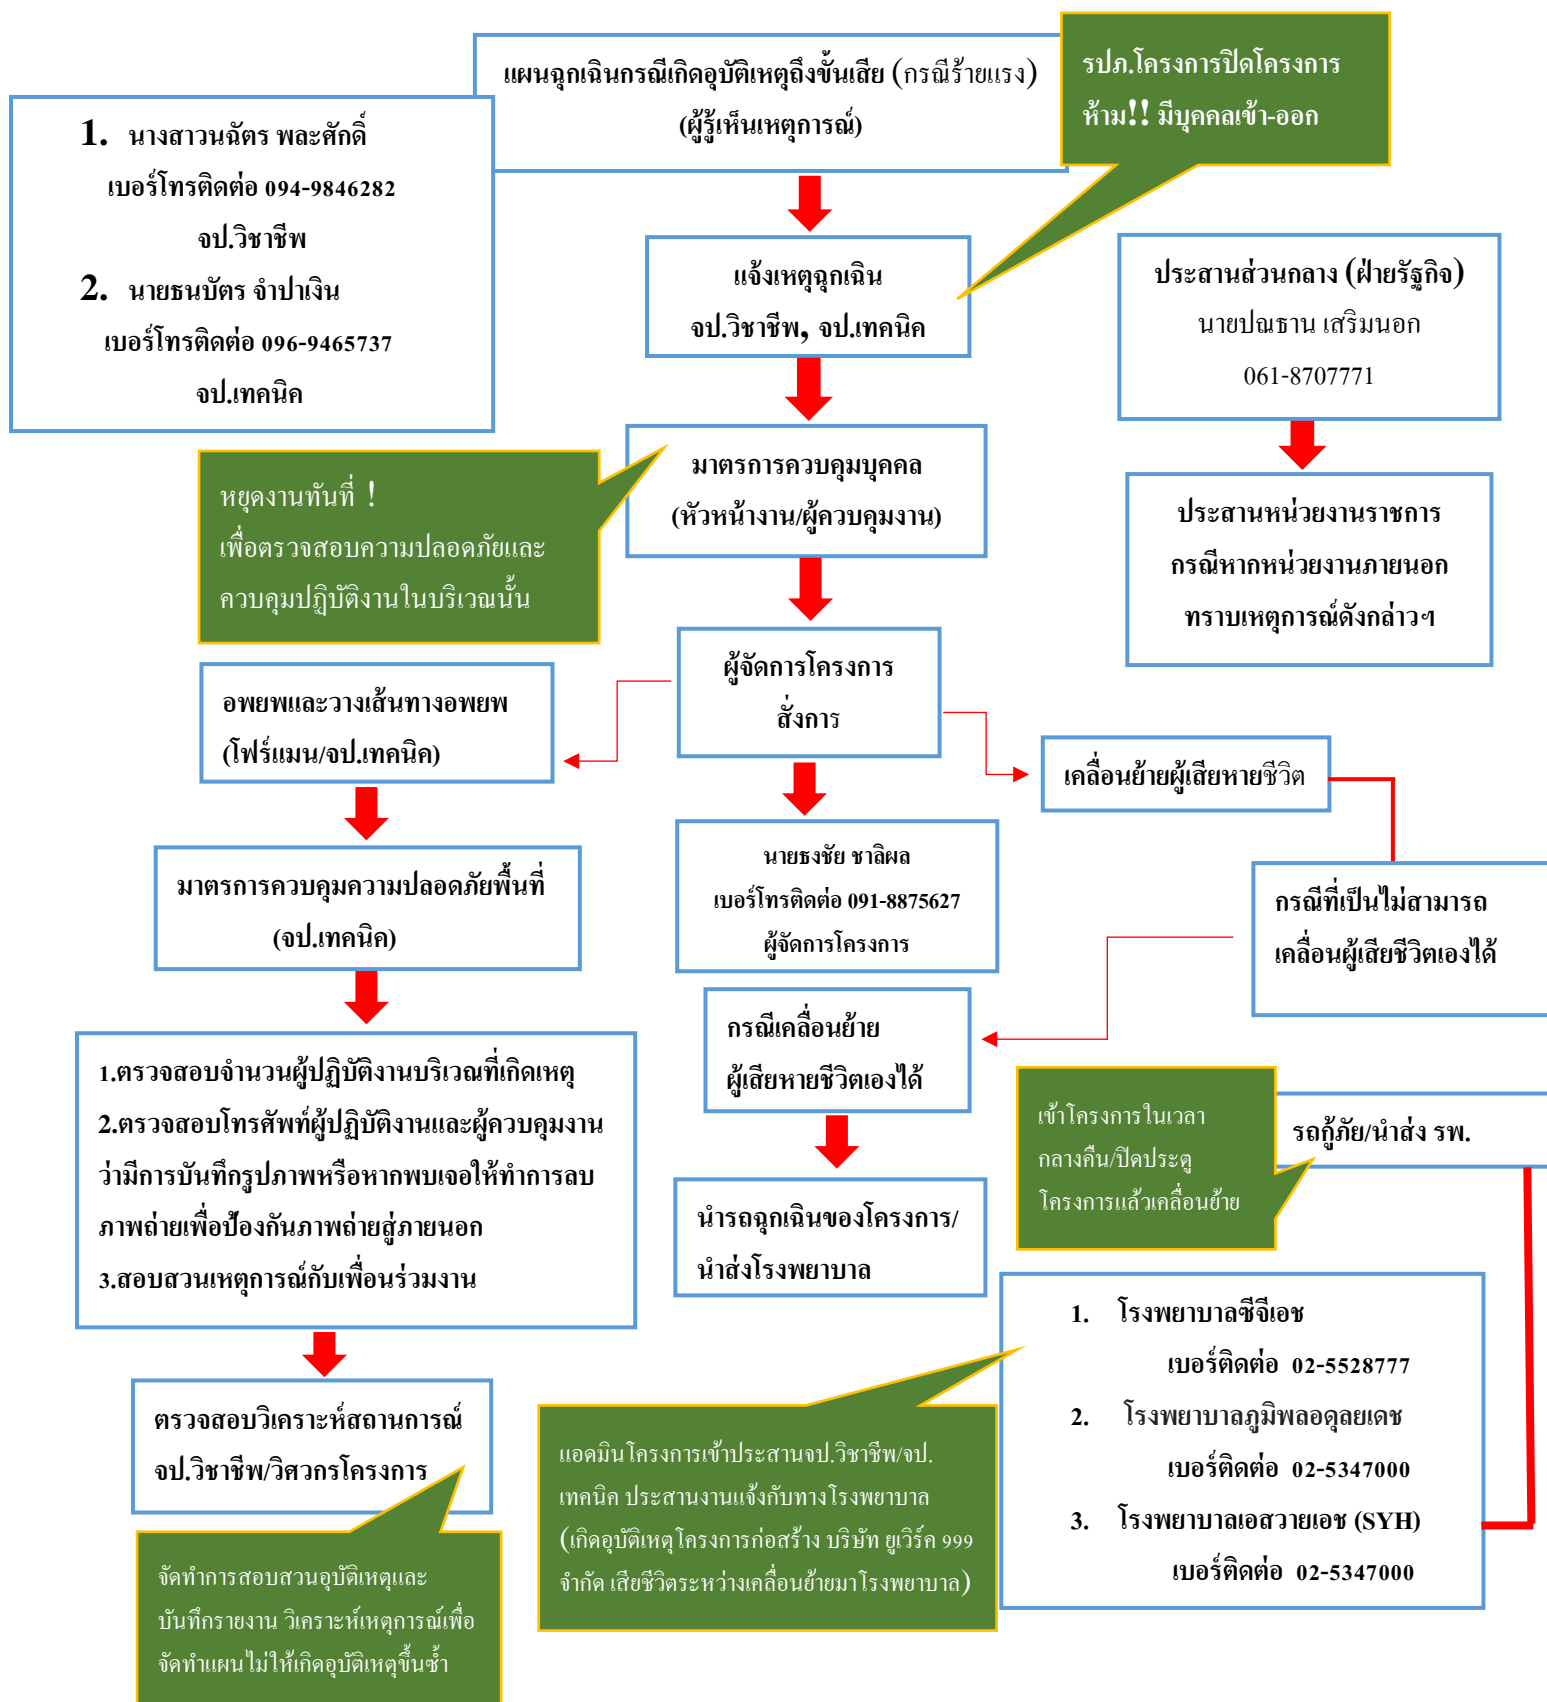 แผนฉุกเฉินกรณีเกิดอุบัติเหตุถึงขั้นเสีย (กรณีร้ายแรง)
(ผู้รู้เห็นเหตุการณ์)
รปภ.โครงการปิดโครงการ
ห้าม!! มีบุคคลเข้า-ออก
1. นางสาวนฉัตร พละศักดิ์
เบอร์โทรติดต่อ 094-9846282
จป.วิชาชีพ
2. นายธนบัตร จำปาเงิน
เบอร์โทรติดต่อ 096-9465737
จป.เทคนิค
แจ้งเหตุฉุกเฉิน
จป.วิชาชีพ, จป.เทคนิค
ประสานส่วนกลาง (ฝ่ายรัฐกิจ)
นายปณธาน เสริมนอก
061-8707771
มาตรการควบคุมบุคคล
(หัวหน้างาน/ผู้ควบคุมงาน)
หยุดงานทันที่ !
เพื่อตรวจสอบความปลอดภัยและ
ควบคุมปฏิบัติงานในบริเวณนั้น
ประสานหน่วยงานราชการ
กรณีหากหน่วยงานภายนอก
ทราบเหตุการณ์ดังกล่าวฯ
ผู้จัดการโครงการ
สั่งการ
อพยพและวางเส้นทางอพยพ
(โฟร์แมน/จป.เทคนิค)
เคลื่อนย้ายผู้เสียหายชีวิต
นายธงชัย ชาลิผล
เบอร์โทรติดต่อ 091-8875627
ผู้จัดการโครงการ
มาตรการควบคุมความปลอดภัยพื้นที่
(จป.เทคนิค)
กรณีที่เป็นไม่สามารถ
เคลื่อนผู้เสียชีวิตเองได้
กรณีเคลื่อนย้าย
ผู้เสียหายชีวิตเองได้
1.ตรวจสอบจำนวนผู้ปฏิบัติงานบริเวณที่เกิดเหตุ
2.ตรวจสอบโทรศัพท์ผู้ปฏิบัติงานและผู้ควบคุมงาน
ว่ามีการบันทึกรูปภาพหรือหากพบเจอให้ทำการลบ
ภาพถ่ายเพื่อป้องกันภาพถ่ายสู่ภายนอก
3.สอบสวนเหตุการณ์กับเพื่อนร่วมงาน
เข้าโครงการในเวลา
กลางคืน/ปิดประตู
โครงการแล้วเคลื่อนย้าย
รถกู้ภัย/นำส่ง รพ.
นำรถฉุกเฉินของโครงการ/
นำส่งโรงพยาบาล
1. โรงพยาบาลซีจีเอช
เบอร์ติดต่อ 02-5528777
2. โรงพยาบาลภูมิพลอดุลยเดช
เบอร์ติดต่อ 02-5347000
3. โรงพยาบาลเอสวายเอช (SYH)
เบอร์ติดต่อ 02-5347000
ตรวจสอบวิเคราะห์สถานการณ์
จป.วิชาชีพ/วิศวกรโครงการ
แอดมินโครงการเข้าประสานจป.วิชาชีพ/จป.
เทคนิค ประสานงานแจ้งกับทางโรงพยาบาล
(เกิดอุบัติเหตุโครงการก่อสร้าง บริษัท ยูเวิร์ค 999
จำกัด เสียชีวิตระหว่างเคลื่อนย้ายมาโรงพยาบาล)
จัดทำการสอบสวนอุบัติเหตุและ
บันทึกรายงาน วิเคราะห์เหตุการณ์เพื่อ
จัดทำแผนไม่ให้เกิดอุบัติเหตุขึ้นซ้ำ